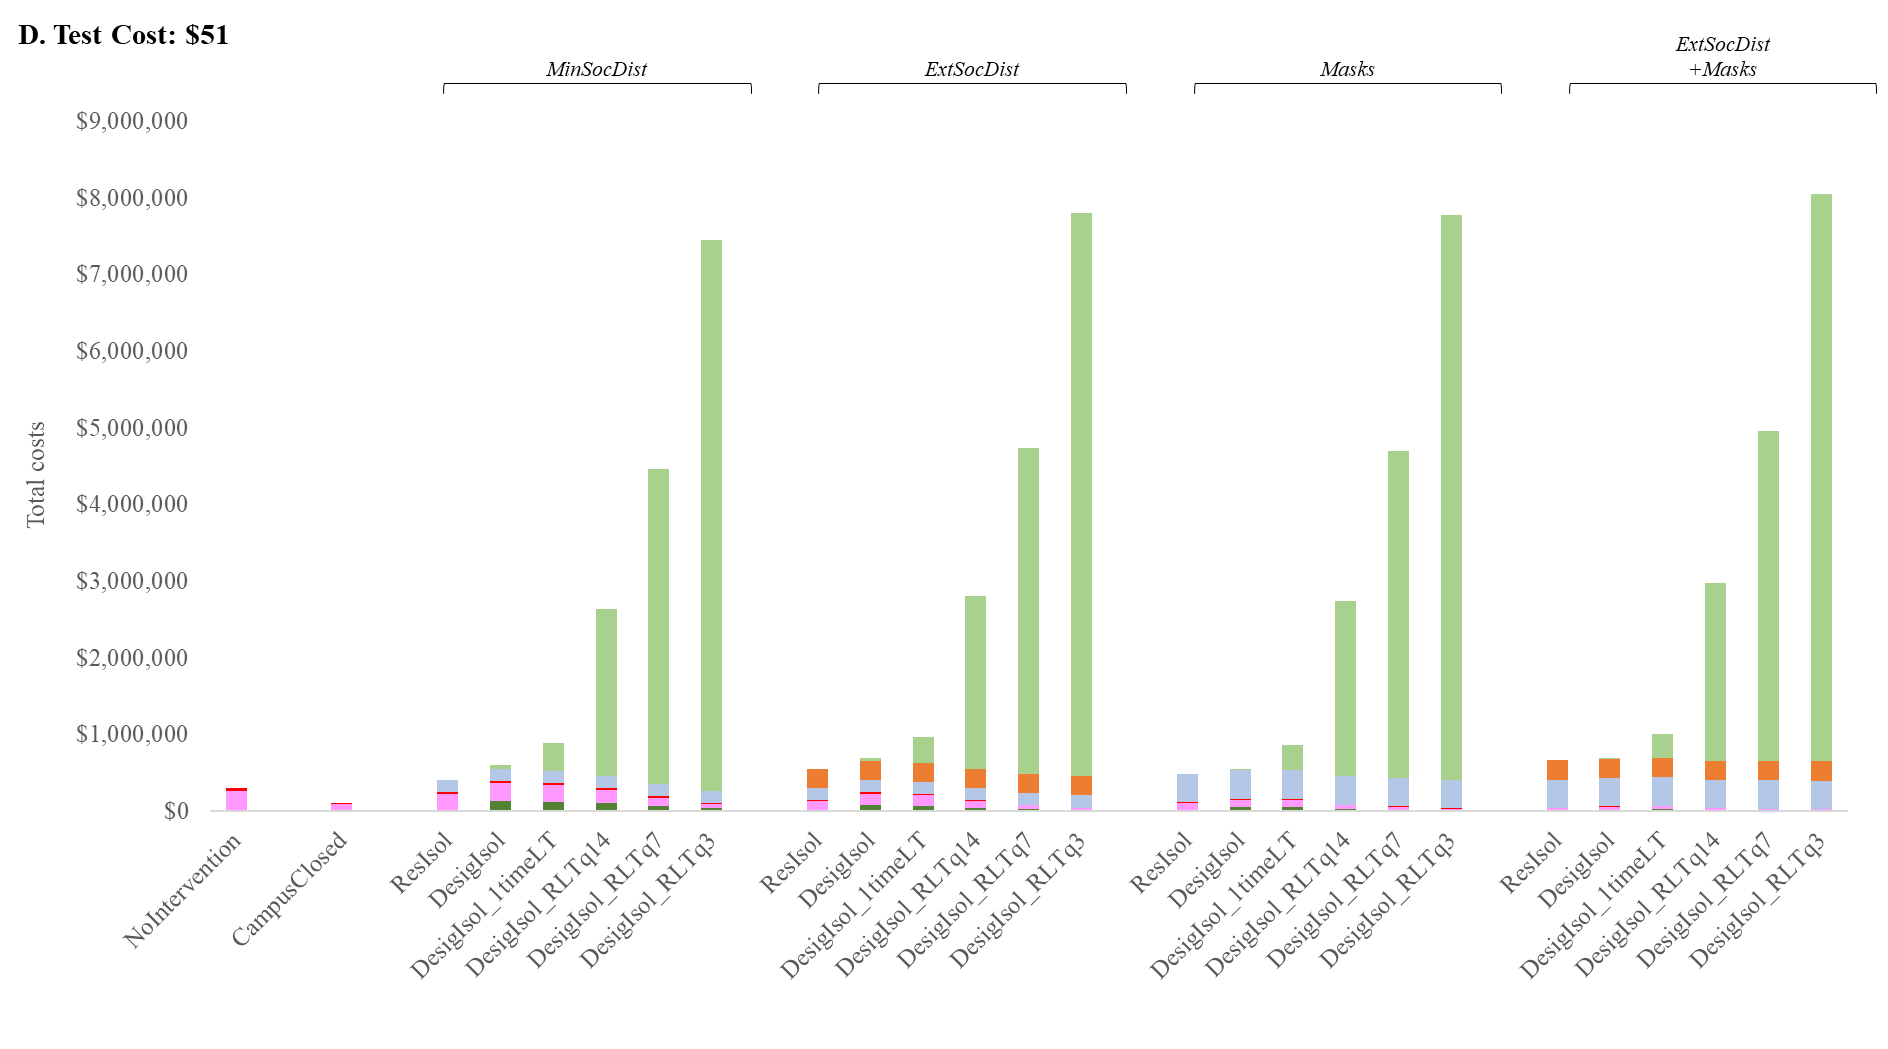 D. Test Cost: $51
MinSocDist
ExtSocDist
Masks
ExtSocDist
+Masks
$9,000,000
$8,000,000
$7,000,000
$6,000,000
$5,000,000
$4,000,000
$3,000,000
$2,000,000
$1,000,000
$0
Total costs
NoIntervention
CampusClosed
ResIsol
DesigIsol
DesigIsol_1timeLT
DesigIsol_RLTq14
DesigIsol_RLTq7
DesigIsol_RLTq3
ResIsol
DesigIsol
DesigIsol_1timeLT
DesigIsol_RLTq14
DesigIsol_RLTq7
DesigIsol_RLTq3
ResIsol
DesigIsol
DesigIsol_1timeLT
DesigIsol_RLTq14
DesigIsol_RLTq7
DesigIsol_RLTq3
ResIsol
DesigIsol
DesigIsol_1timeLT
DesigIsol_RLTq14
DesigIsol_RLTq7
DesigIsol_RLTq3